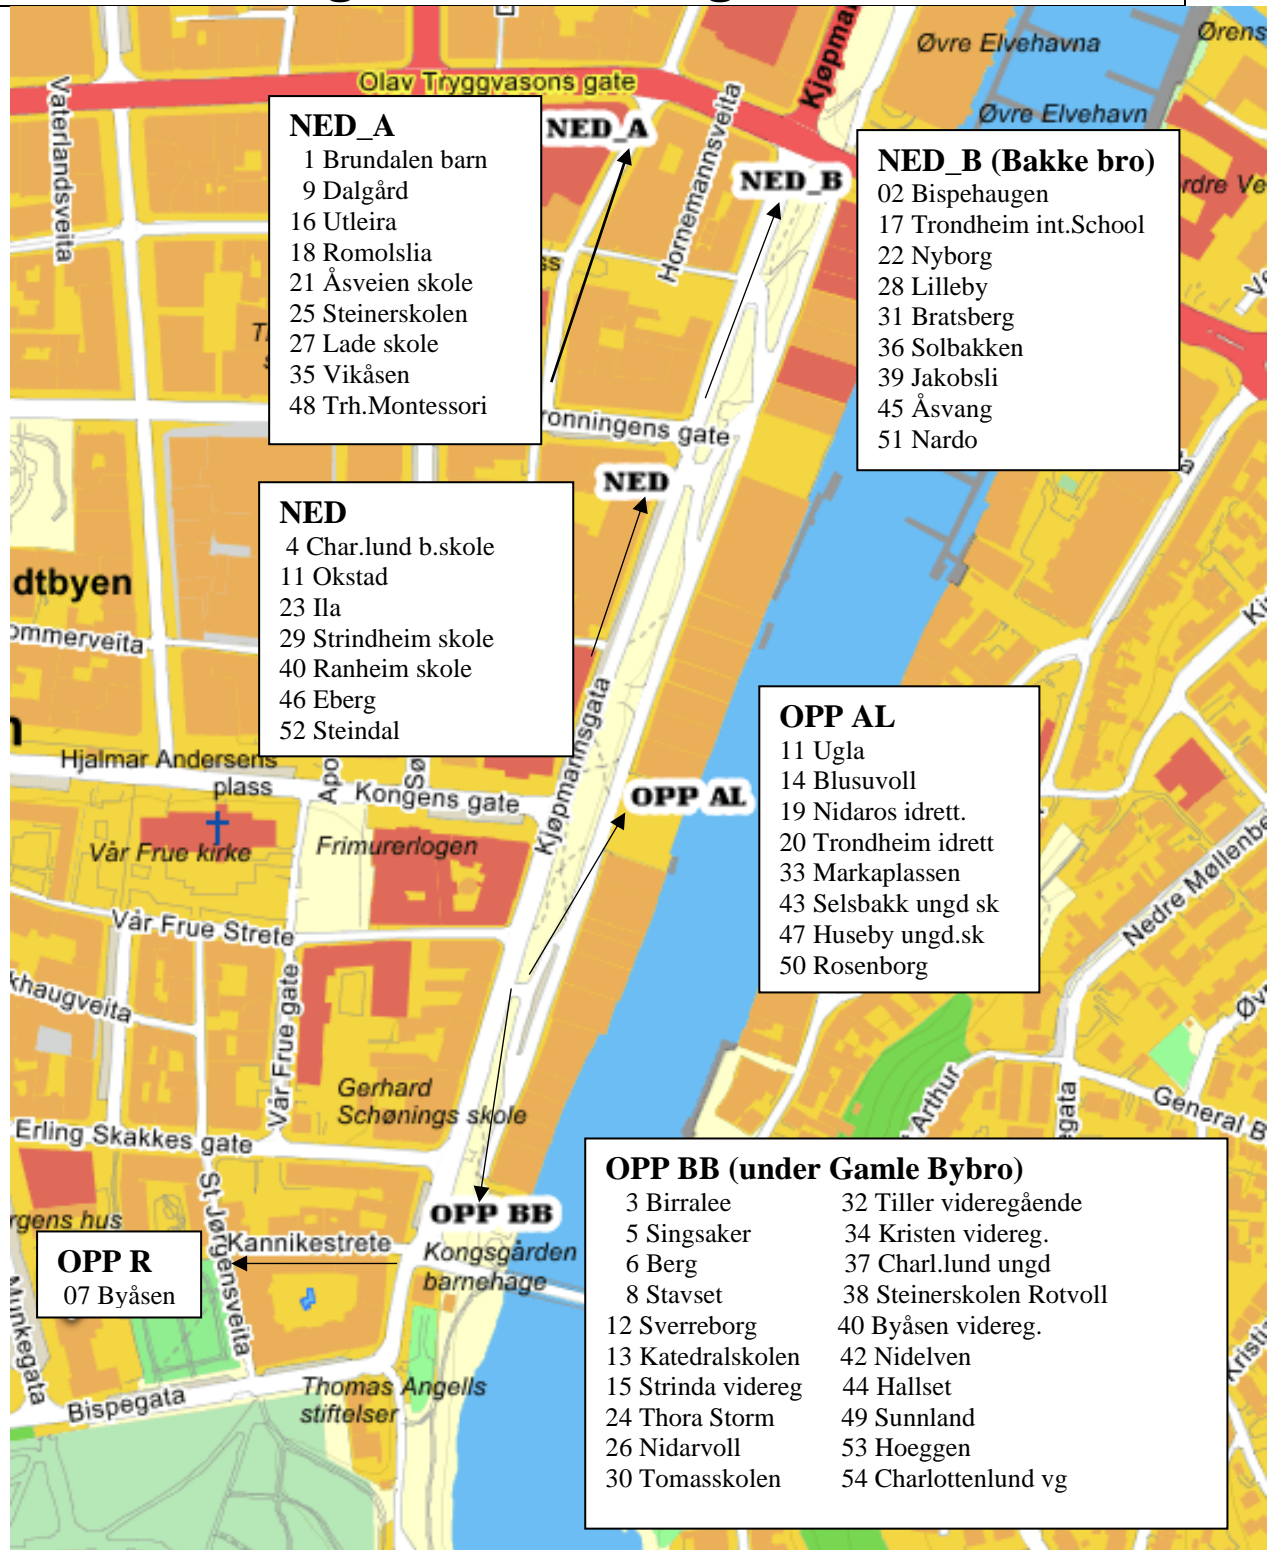 Øvre Elvehavna
Olav Tryggvasons gate
Øvre Elvehavn
Vaterlandsveita
Hornemannsveita
NED_A
1 Brundalen barn
9 Dalgård
16 Utleira
18 Romolslia
21 Åsveien skole
25 Steinerskolen
27 Lade skole
35 Vikåsen
48 Trh.Montessori
NED_A
NED_B
NED_B (Bakke bro)
02 Bispehaugen
17 Trondheim int.School
22 Nyborg
28 Lilleby
31 Bratsberg
36 Solbakken
39 Jakobsli
45 Åsvang
51 Nardo
ronningens gate
NED
NED
4 Char.lund b.skole
11 Okstad
23 Ila
29 Strindheim skole
40 Ranheim skole
46 Eberg
52 Steindal
dtbyen
ommerveita
Kjøpmannsgata
OPP AL
11 Ugla
14 Blusuvoll
19 Nidaros idrett.
20 Trondheim idrett
33 Markaplassen
43 Selsbakk ungd sk
47 Huseby ungd.sk
50 Rosenborg
Hjalmar Andersens
plass
Kongens gate
OPP AL
Vår Frue kirke
Frimurerlogen
Vår Frue Strete
khaugveita
Vår Frue gate
Nedre Møllenbe
Gerhard
Schønings skole
Erling Skakkes gate
Arthur
egata
General B
St Jørgensveita
rgens hus
OPP BB
Kannikestrete
Kongsgården
barnehage
OPP R
07 Byåsen
Munkegata
Bispegata
Thomas Angells
stiftelser
OPP BB (under Gamle Bybro)
3 Birralee 32 Tiller videregående
5 Singsaker 34 Kristen videreg.
6 Berg 37 Charl.lund ungd
8 Stavset 38 Steinerskolen Rotvoll
12 Sverreborg 40 Byåsen videreg.
13 Katedralskolen 42 Nidelven
15 Strinda videreg 44 Hallset
24 Thora Storm 49 Sunnland
26 Nidarvoll 53 Hoeggen
30 Tomasskolen 54 Charlottenlund vg